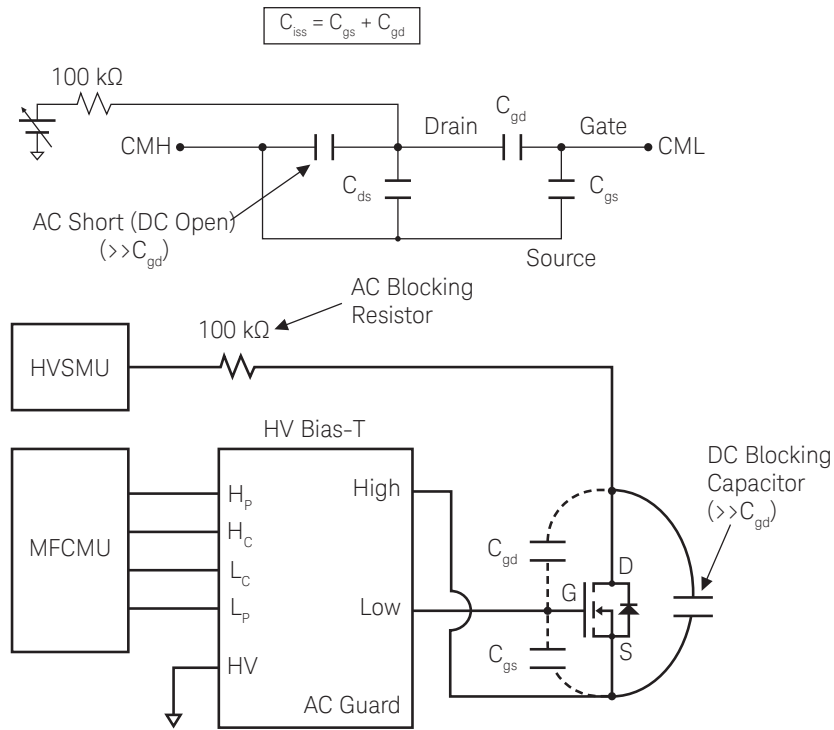 C_iss = C_gs + C_gd
100 kΩ
C_gd
Drain
Gate
CMH
CML
C_ds
C_gs
AC Short (DC Open)
(>>C_gd)
Source
AC Blocking
Resistor
100 kΩ
HVSMU
HV Bias-T
DC Blocking
Capacitor
(>>C_gd)
High
H_P
H_C
MFCMU
C_gd
D
L_C
G
Low
L_P
S
HV
C_gs
AC Guard